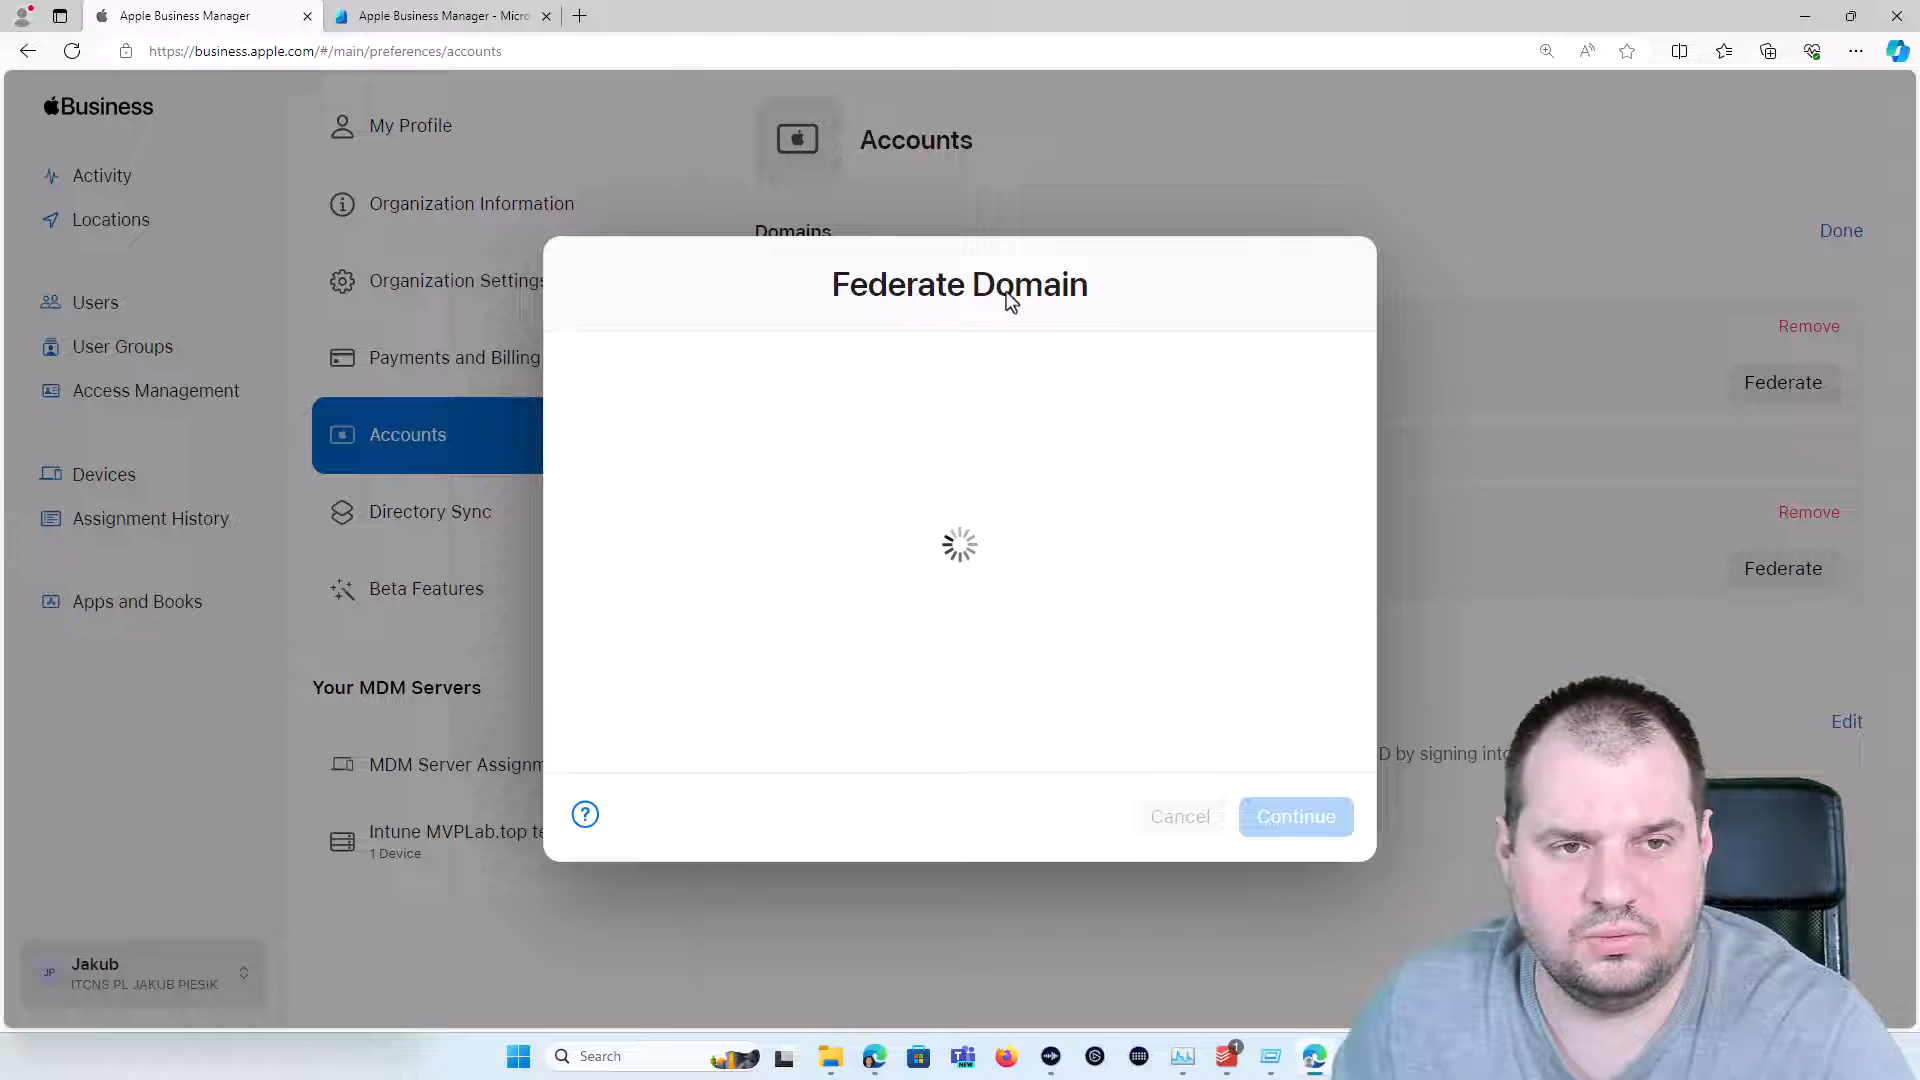 Apple Business Manager
Apple Business Manager - Micro
https://business.apple.com/#/main/preferences/accounts
Business
Activity
Locations
Users
User Groups
Access Management
Devices
Assignment History
Apps and Books
Jakub
ITCNS PL JAKUB PIESIK
JP
My Profile
Organization Information
Organization Settings
Payments and Billing
Accounts
Directory Sync
Beta Features
Your MDM Servers
MDM Server Assignm
Intune MVPLab.top te
1 Device
Accounts
Domains
Done
Remove
Federate
Remove
Federate
Edit
D by signing into
Federate Domain
?
Cancel
Continue
Search
NEW
1